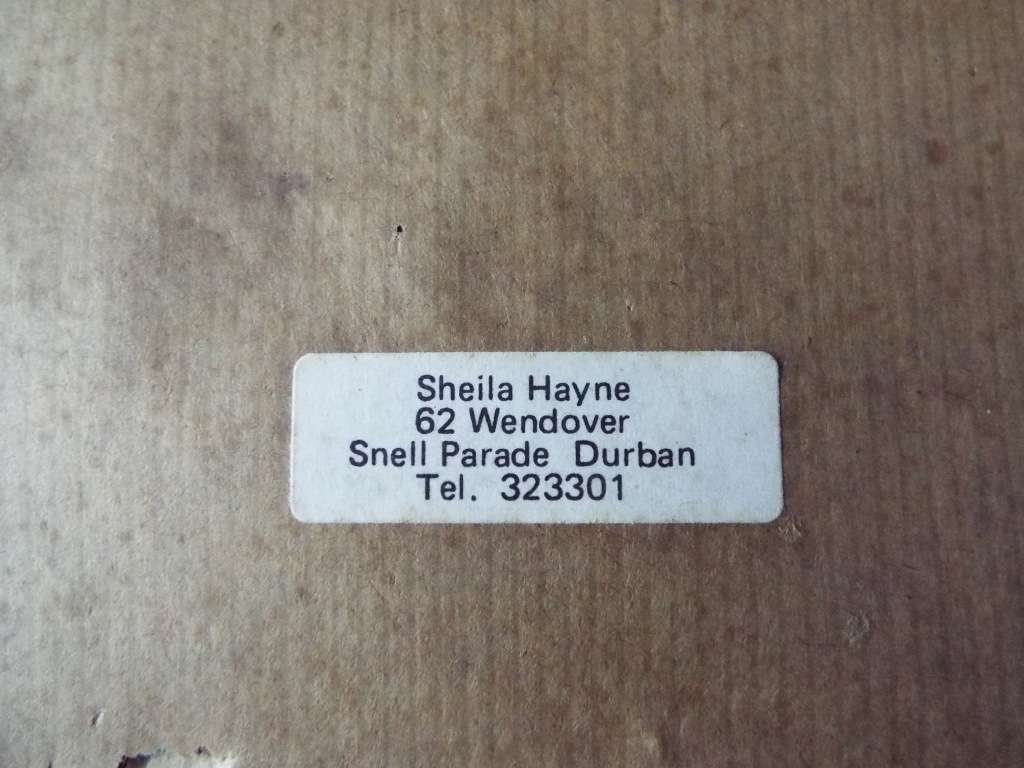 Sheila Hayne
62 Wendover
Snell Parade Durban
Tel. 323301